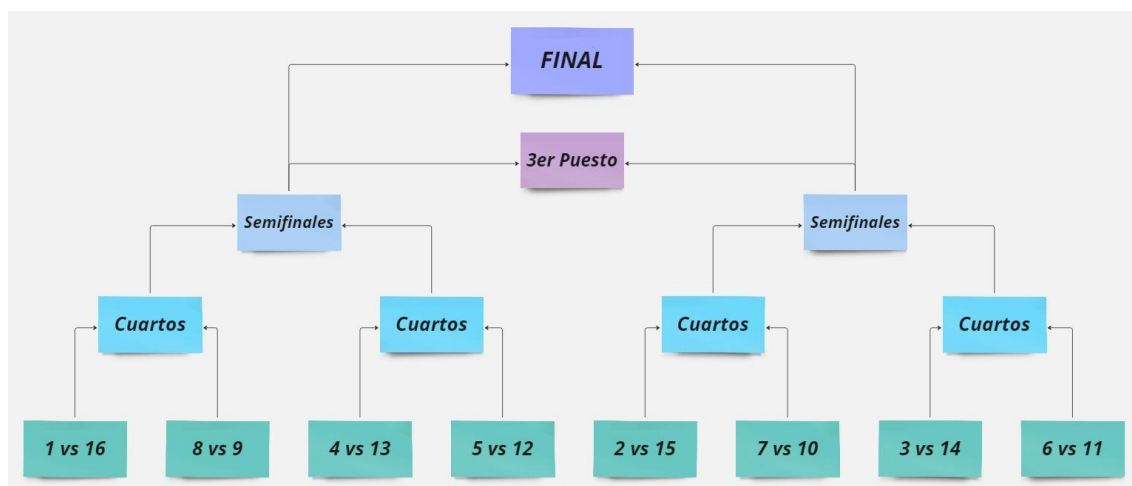 FINAL
3er Puesto
Semifinales
Semifinales
Cuartos
Cuartos
Cuartos
Cuartos
1 vs 16
8 vs 9
4 vs 13
5 vs 12
2 vs 15
7 vs 10
3 vs 14
6 vs 11